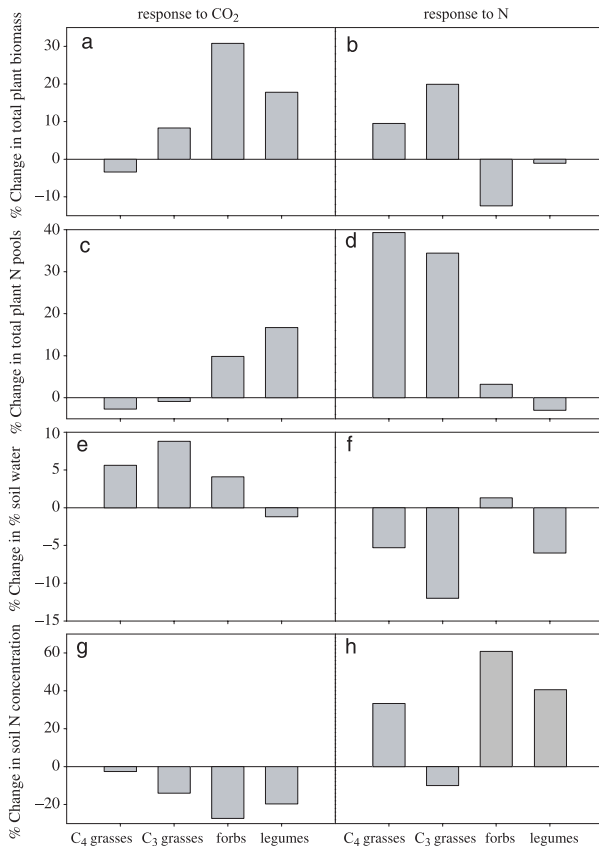 response to CO2
response to N
% Change in total plant biomass
a
b
30
20
10
0
−10
% Change in total plant N pools
c
d
40
30
20
10
0
% Change in % soil water
e
f
10
5
0
−5
−10
−15
% Change in soil N concentration
g
h
60
40
20
0
−20
C4 grasses C3 grasses forbs legumes
C4 grasses C3 grasses forbs legumes